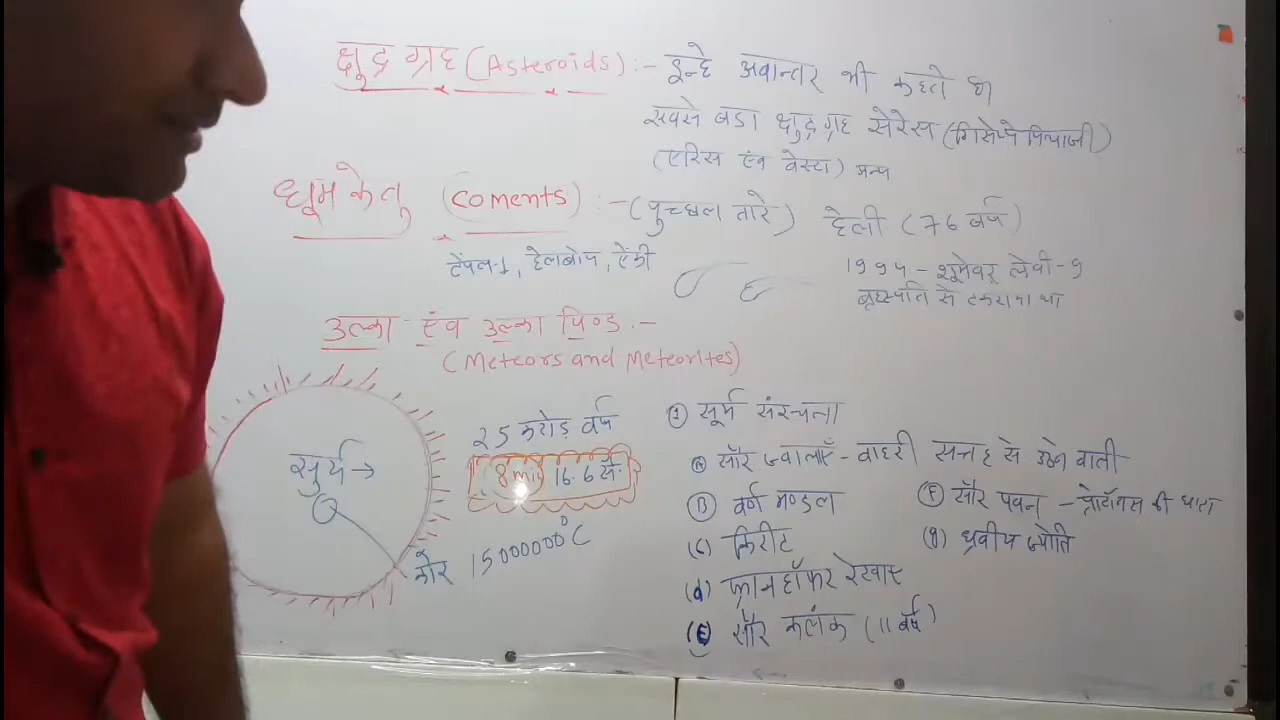 क्षुद्र ग्रह (Asteroids) :- इन्हे अवान्तर भी कहते है।
सबसे बडा क्षुद्र ग्रह सेरेस (गिसेप्पे पियाजी)
(एरिस एंव वेस्टा) अन्य
धूमकेतु (Coments) :- (पुच्छल तारे) हेली (76 वर्ष)
टेंपल-1, हेलबोप, ऐंकी
1994 - शूमेकर लेवी-9
बृहस्पति से टकराया था
उल्का एंव उल्का पिण्ड :-
(Meteors and Meteorites)
25 करोड़ वर्ष
8 min 16.6 से.
सुर्य→
कोर 15000000°C
① सूर्य संरचना
(A) सौर ज्वालाएँ - बाहरी सतह से उठने वाली
(B) वर्ण मण्डल
(F) सौर पवन - प्रोटॉनस की धारा
(C) किरीट
(g) ध्रुवीय ज्योति
(d) फ्रानहॉफर रेखाए
(E) सौर कलंक (11 वर्ष)